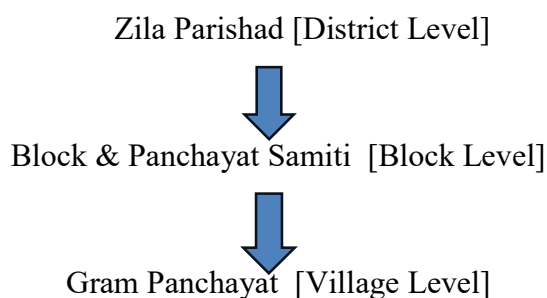 Zila Parishad [District Level]
Block & Panchayat Samiti [Block Level]
Gram Panchayat [Village Level]